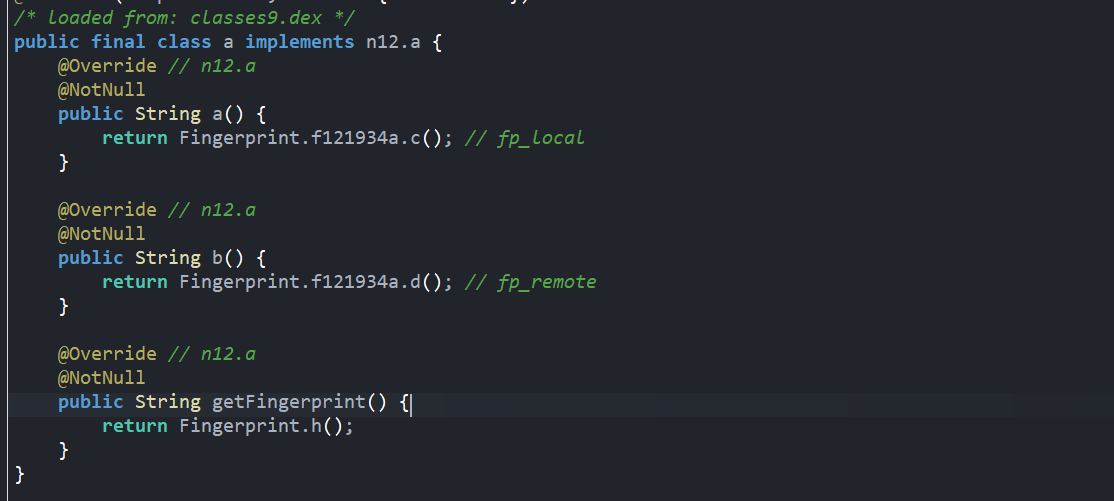 /* loaded from: classes9.dex */
public final class a implements n12.a {
    @Override // n12.a
    @NotNull
    public String a() {
        return Fingerprint.f121934a.c(); // fp_local
    }

    @Override // n12.a
    @NotNull
    public String b() {
        return Fingerprint.f121934a.d(); // fp_remote
    }

    @Override // n12.a
    @NotNull
    public String getFingerprint() {
        return Fingerprint.h();
    }
}